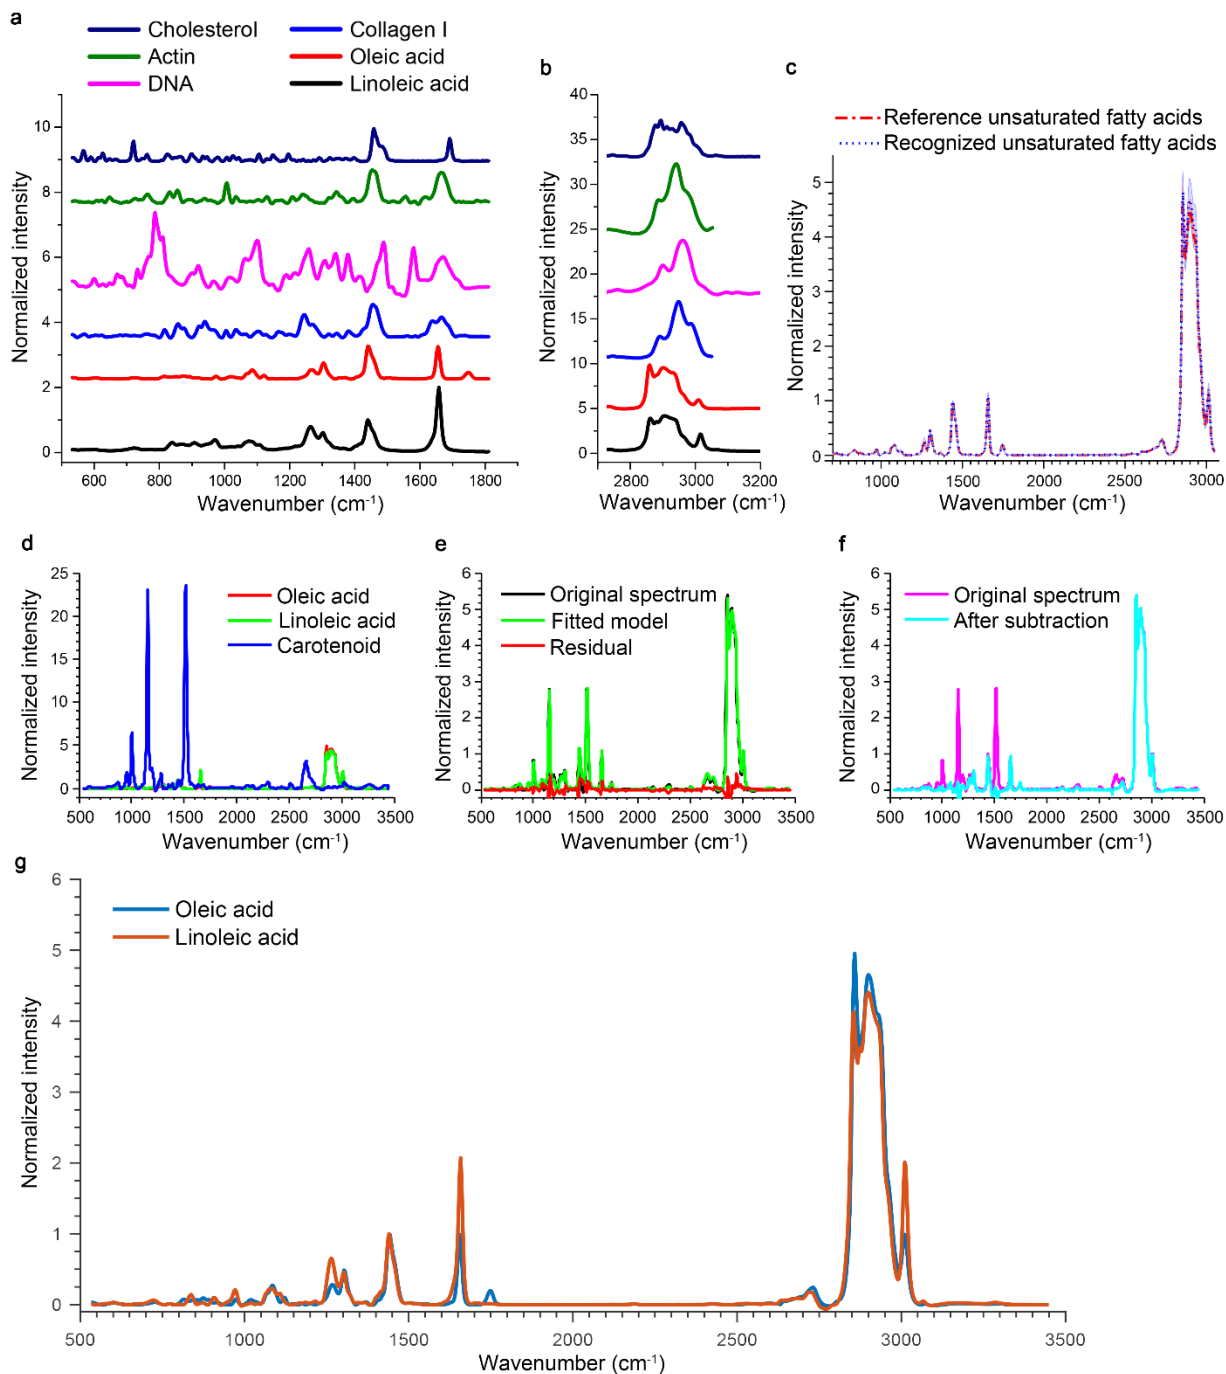 a
Cholesterol
Actin
DNA
Collagen I
Oleic acid
Linoleic acid
Normalized intensity
10
8
6
4
2
0
600 800 1000 1200 1400 1600 1800
Wavenumber (cm⁻¹)
b
Normalized intensity
40
35
30
25
20
15
10
5
0
2800 3000 3200
Wavenumber (cm⁻¹)
c
Reference unsaturated fatty acids
Recognized unsaturated fatty acids
Normalized intensity
5
4
3
2
1
0
1000 1500 2000 2500 3000
Wavenumber (cm⁻¹)
d
Oleic acid
Linoleic acid
Carotenoid
Normalized intensity
25
20
15
10
5
0
500 1000 1500 2000 2500 3000 3500
Wavenumber (cm⁻¹)
e
Original spectrum
Fitted model
Residual
Normalized intensity
6
5
4
3
2
1
0
500 1000 1500 2000 2500 3000 3500
Wavenumber (cm⁻¹)
f
Original spectrum
After subtraction
Normalized intensity
6
5
4
3
2
1
0
500 1000 1500 2000 2500 3000 3500
Wavenumber (cm⁻¹)
g
Oleic acid
Linoleic acid
Normalized intensity
6
5
4
3
2
1
0
500 1000 1500 2000 2500 3000 3500
Wavenumber (cm⁻¹)